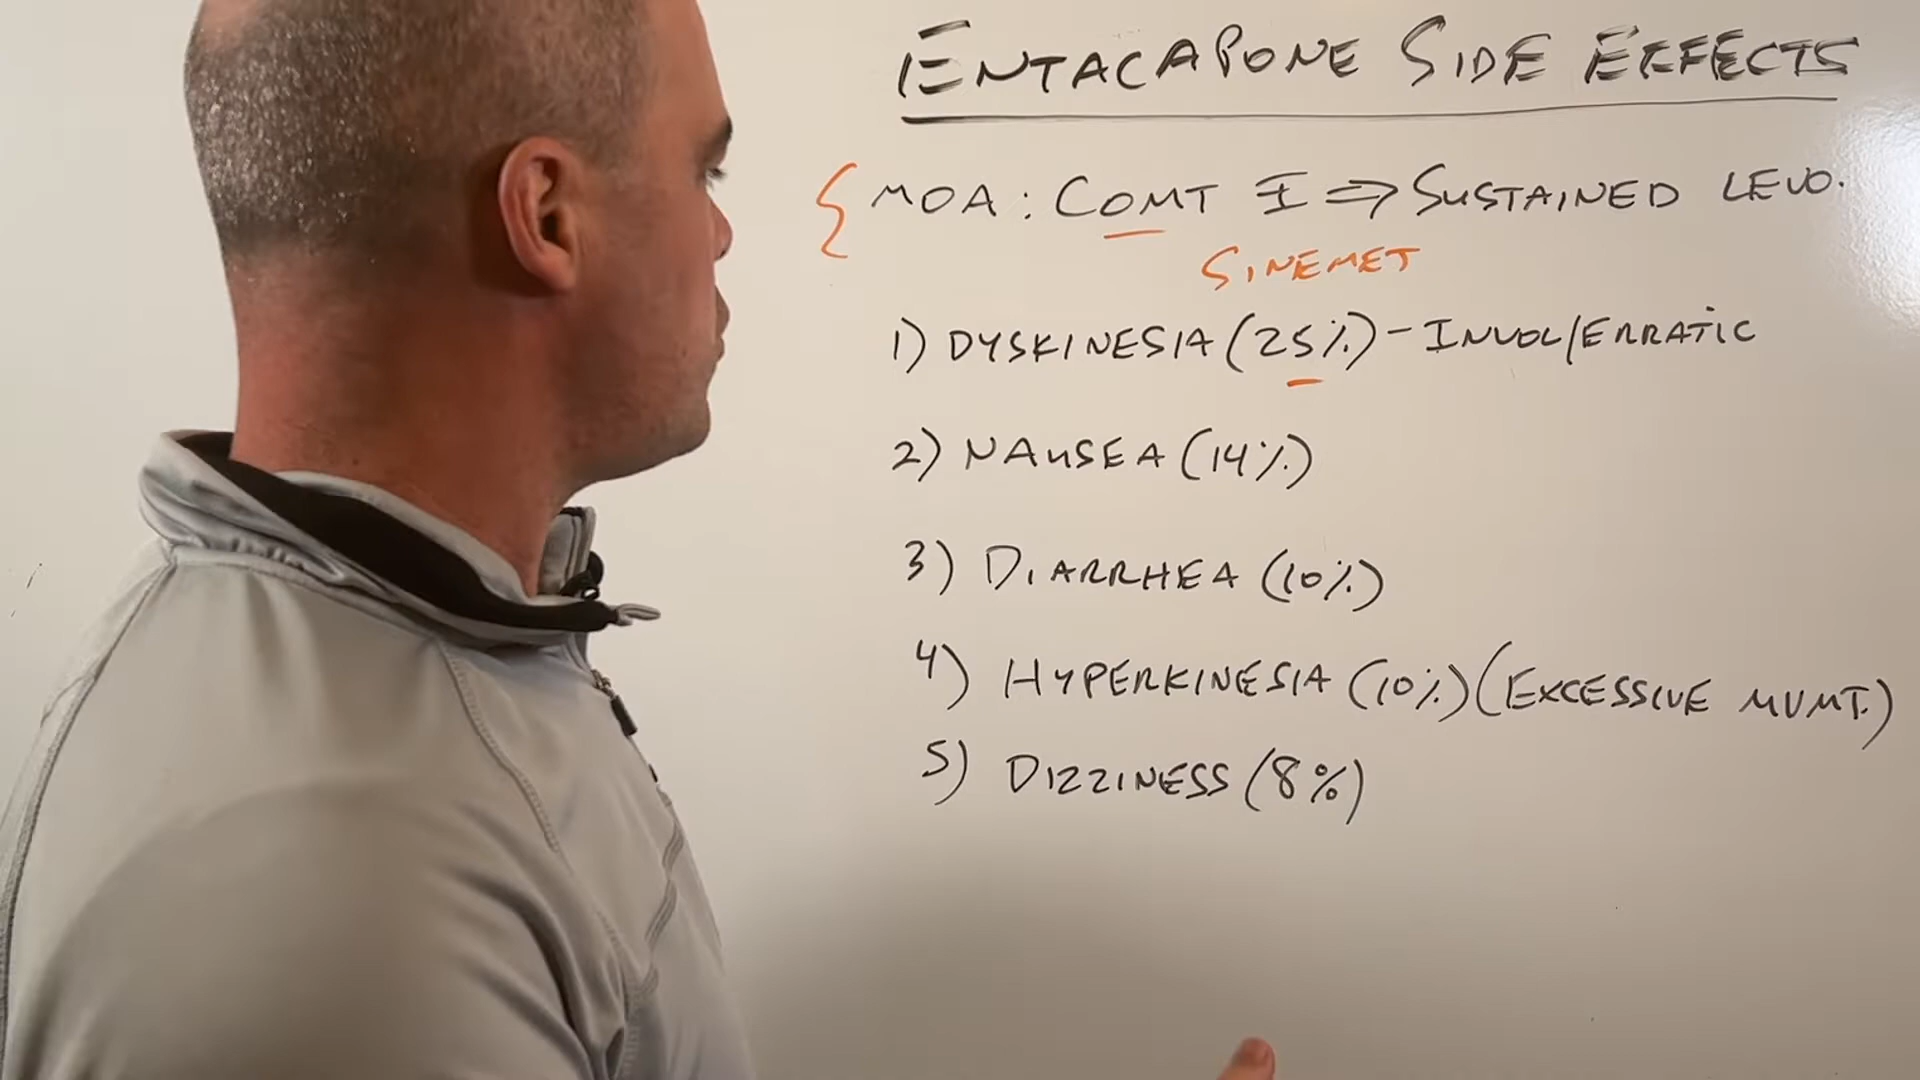 ENTACAPONE SIDE EFFECTS
MOA: COMT I ⇒ SUSTAINED LEVO.
SINEMET
1) DYSKINESIA (25%) - INVOL/ERRATIC
2) NAUSEA (14%)
3) DIARRHEA (10%)
4) HYPERKINESIA (10%) (EXCESSIVE MVMT.)
5) DIZZINESS (8%)